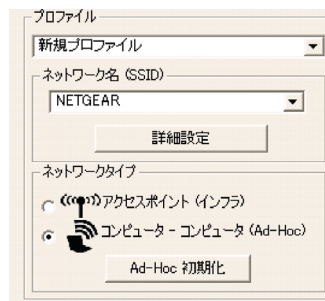 プロファイル
新規プロファイル
ネットワーク名 (SSID)
NETGEAR
詳細設定
ネットワークタイプ
アクセスポイント (インフラ)
コンピュータ - コンピュータ (Ad-Hoc)
Ad-Hoc 初期化